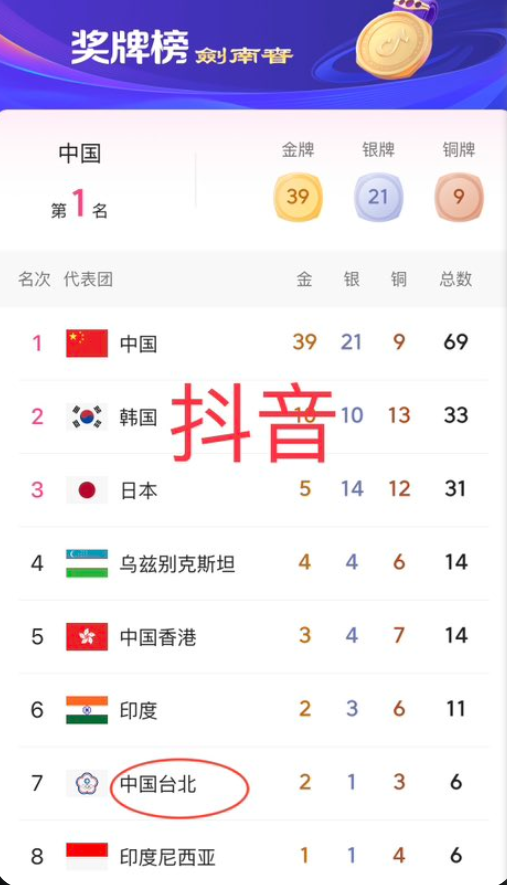 奖牌榜 劍南春
中国
第1名
金牌 银牌 铜牌
39 21 9
名次 代表团 金 银 铜 总数
1 中国 39 21 9 69
2 韩国 10 10 13 33
抖音
3 日本 5 14 12 31
4 乌兹别克斯坦 4 4 6 14
5 中国香港 3 4 7 14
6 印度 2 3 6 11
7 中国台北 2 1 3 6
8 印度尼西亚 1 1 4 6